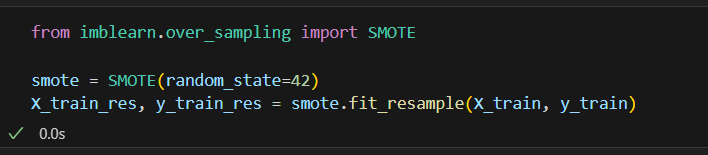 from imblearn.over_sampling import SMOTE
smote = SMOTE(random_state=42)
X_train_res, y_train_res = smote.fit_resample(X_train, y_train)
0.0s